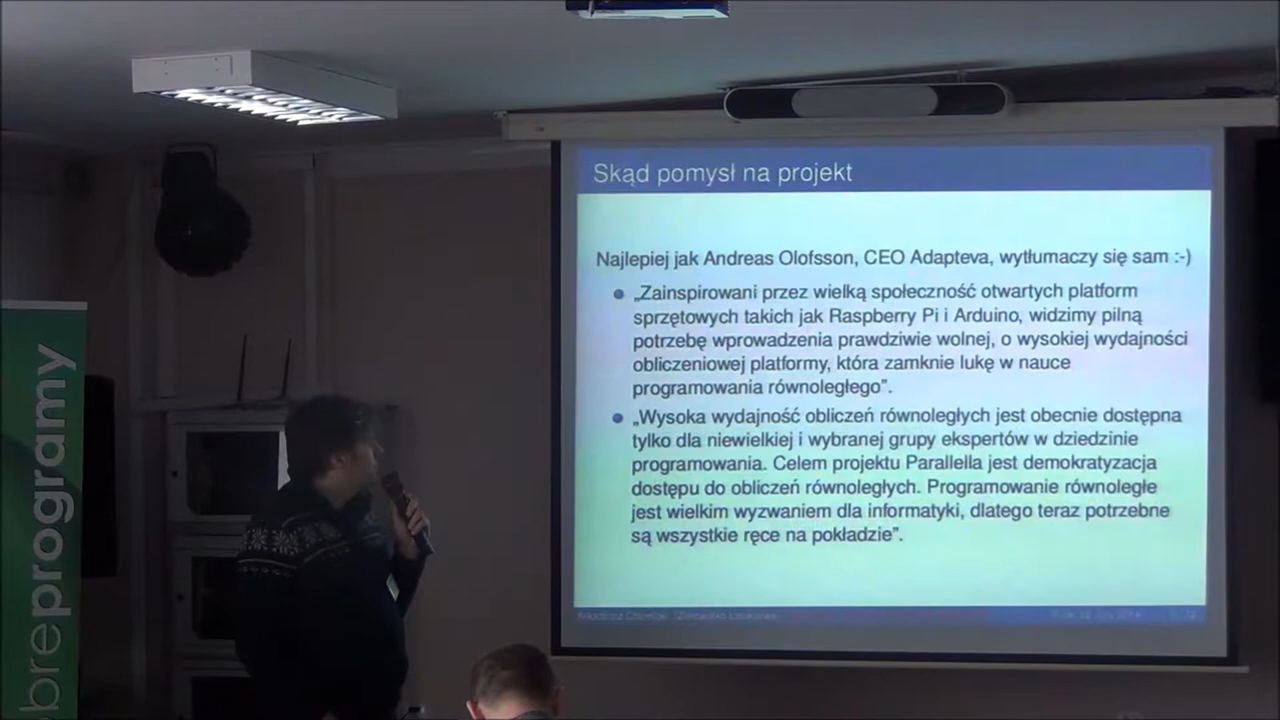 Skąd pomysł na projekt
Najlepiej jak Andreas Olofsson, CEO Adapteva, wytłumaczy się sam :-)
„Zainspirowani przez wielką społeczność otwartych platform
sprzętowych takich jak Raspberry Pi i Arduino, widzimy pilną
potrzebę wprowadzenia prawdziwie wolnej, o wysokiej wydajności
obliczeniowej platformy, która zamknie lukę w nauce
programowania równoległego”.
„Wysoka wydajność obliczeń równoległych jest obecnie dostępna
tylko dla niewielkiej i wybranej grupy ekspertów w dziedzinie
programowania. Celem projektu Parallella jest demokratyzacja
dostępu do obliczeń równoległych. Programowanie równoległe
jest wielkim wyzwaniem dla informatyki, dlatego teraz potrzebne
są wszystkie ręce na pokładzie”.
breprogramy